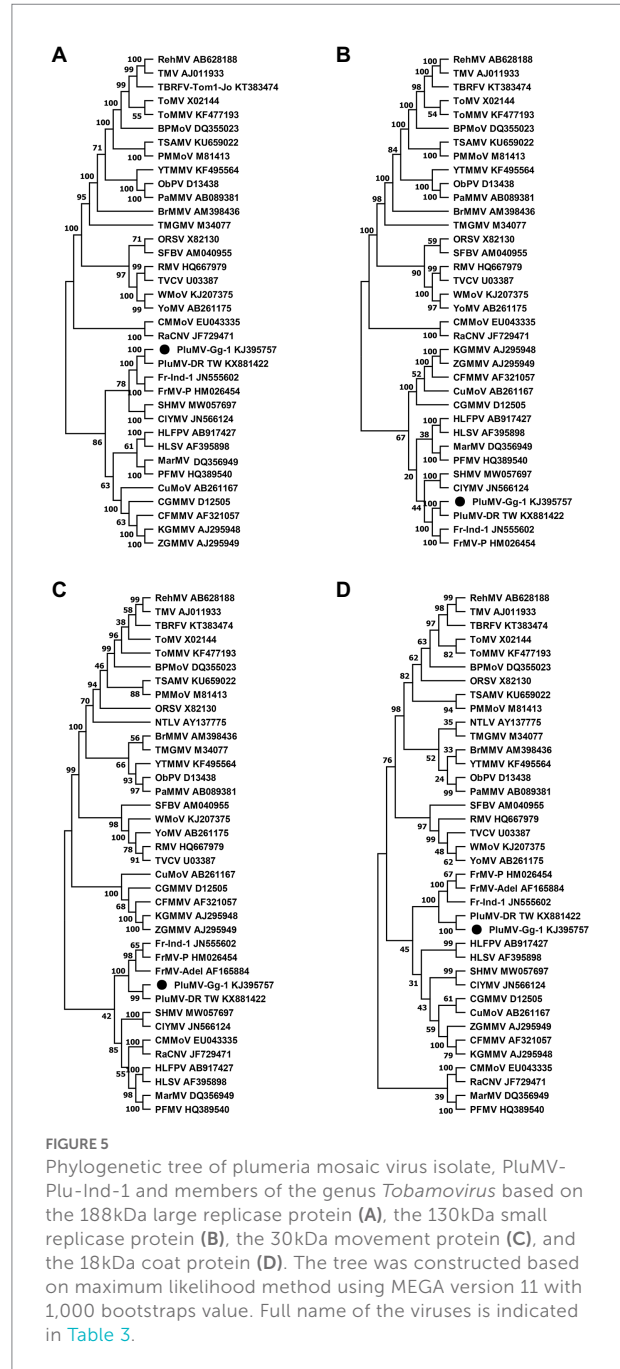 A
RehMV AB628188
TMV AJ011933
TBRFV-Tom1-Jo KT383474
ToMV X02144
ToMMV KF477193
BPMoV DQ355023
TSAMV KU659022
PMMoV M81413
YTMMV KF495564
ObPV D13438
PaMMV AB089381
BrMMV AM398436
TMGMV M34077
ORSV X82130
SFBV AM040955
RMV HQ667979
TVCV U03387
WMoV KJ207375
YoMV AB261175
CMMoV EU043335
RaCNV JF729471
PluMV-Gg-1 KJ395757
PluMV-DR TW KX881422
Fr-Ind-1 JN555602
FrMV-P HM026454
SHMV MW057697
ClYMV JN566124
HLFPV AB917427
HLSV AF395898
MarMV DQ356949
PFMV HQ389540
CuMoV AB261167
CGMMV D12505
CFMMV AF321057
KGMMV AJ295948
ZGMMV AJ295949
100
99
99
100
55
100
71
100
100
95
100
100
100
71
97
99
100
99
100
100
100
100
78
100
100
86
100
61
100
63
100
63
100
B
RehMV AB628188
TMV AJ011933
TBRFV KT383474
ToMV X02144
ToMMV KF477193
BPMoV DQ355023
TSAMV KU659022
PMMoV M81413
YTMMV KF495564
ObPV D13438
PaMMV AB089381
BrMMV AM398436
TMGMV M34077
ORSV X82130
SFBV AM040955
RMV HQ667979
TVCV U03387
WMoV KJ207375
YoMV AB261175
CMMoV EU043335
RaCNV JF729471
KGMMV AJ295948
ZGMMV AJ295949
CFMMV AF321057
CuMoV AB261167
CGMMV D12505
HLFPV AB917427
HLSV AF395898
MarMV DQ356949
PFMV HQ389540
SHMV MW057697
ClYMV JN566124
PluMV-Gg-1 KJ395757
PluMV-DR TW KX881422
Fr-Ind-1 JN555602
FrMV-P HM026454
100
100
98
100
54
100
84
100
100
98
100
100
100
59
90
99
100
97
100
100
100
52
100
67
100
38
100
20
100
44
100
100
100
C
RehMV AB628188
TMV AJ011933
TBRFV KT383474
ToMV X02144
ToMMV KF477193
BPMoV DQ355023
TSAMV KU659022
PMMoV M81413
ORSV X82130
NTLV AY137775
BrMMV AM398436
TMGMV M34077
YTMMV KF495564
ObPV D13438
PaMMV AB089381
SFBV AM040955
WMoV KJ207375
YoMV AB261175
RMV HQ667979
TVCV U03387
CuMoV AB261167
CGMMV D12505
CFMMV AF321057
KGMMV AJ295948
ZGMMV AJ295949
Fr-Ind-1 JN555602
FrMV-P HM026454
FrMV-Adel AF165884
PluMV-Gg-1 KJ395757
PluMV-DR TW KX881422
SHMV MW057697
ClYMV JN566124
CMMoV EU043335
RaCNV JF729471
HLFPV AB917427
HLSV AF395898
MarMV DQ356949
PFMV HQ389540
99
58
38
96
99
46
94
88
70
100
56
66
93
97
99
98
100
78
91
100
68
100
100
65
98
100
99
42
100
85
100
55
100
98
100
D
RehMV AB628188
TMV AJ011933
TBRFV KT383474
ToMV X02144
ToMMV KF477193
BPMoV DQ355023
ORSV X82130
TSAMV KU659022
PMMoV M81413
NTLV AY137775
TMGMV M34077
BrMMV AM398436
YTMMV KF495564
ObPV D13438
PaMMV AB089381
SFBV AM040955
RMV HQ667979
TVCV U03387
WMoV KJ207375
YoMV AB261175
FrMV-P HM026454
FrMV-Adel AF165884
Fr-Ind-1 JN555602
PluMV-DR TW KX881422
PluMV-Gg-1 KJ395757
HLFPV AB917427
HLSV AF395898
SHMV MW057697
ClYMV JN566124
CGMMV D12505
CuMoV AB261167
ZGMMV AJ295949
CFMMV AF321057
KGMMV AJ295948
CMMoV EU043335
RaCNV JF729471
MarMV DQ356949
PFMV HQ389540
99
98
97
63
82
62
82
94
98
35
52
33
24
99
76
97
99
48
62
67
100
100
100
45
99
31
99
43
61
59
100
79
100
39
100
FIGURE 5
Phylogenetic tree of plumeria mosaic virus isolate, PluMV-
Plu-Ind-1 and members of the genus Tobamovirus based on
the 188kDa large replicase protein (A), the 130kDa small
replicase protein (B), the 30kDa movement protein (C), and
the 18kDa coat protein (D). The tree was constructed based
on maximum likelihood method using MEGA version 11 with
1,000 bootstraps value. Full name of the viruses is indicated
in Table 3.